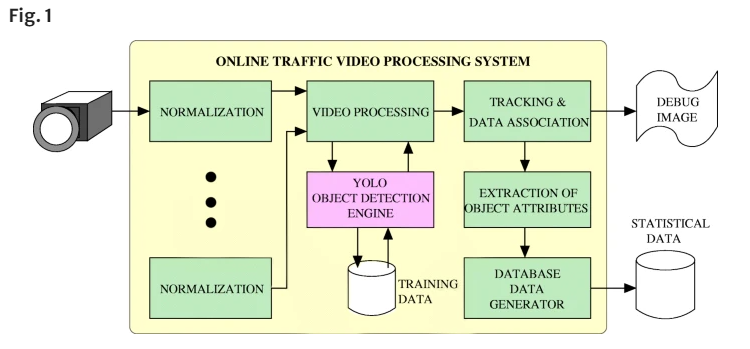 Fig. 1
ONLINE TRAFFIC VIDEO PROCESSING SYSTEM
NORMALIZATION
VIDEO PROCESSING
TRACKING &
DATA ASSOCIATION
DEBUG
IMAGE
YOLO
OBJECT DETECTION
ENGINE
EXTRACTION OF
OBJECT ATTRIBUTES
STATISTICAL
DATA
NORMALIZATION
TRAINING
DATA
DATABASE
DATA
GENERATOR